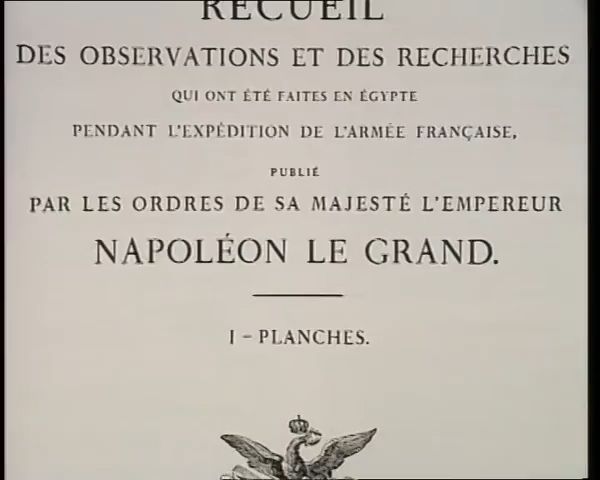 RECUEIL
DES OBSERVATIONS ET DES RECHERCHES
QUI ONT ÉTÉ FAITES EN ÉGYPTE
PENDANT L'EXPÉDITION DE L'ARMÉE FRANÇAISE,
PUBLIÉ
PAR LES ORDRES DE SA MAJESTÉ L'EMPEREUR
NAPOLÉON LE GRAND.
I - PLANCHES.